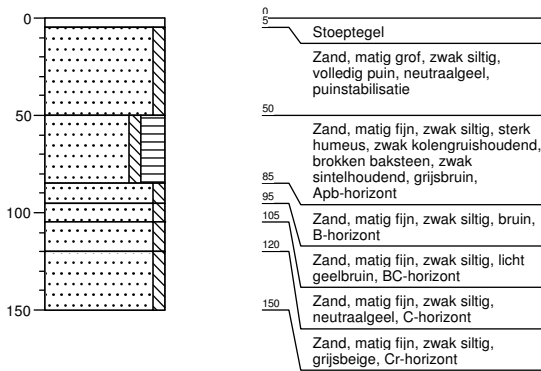 0
5
Stoeptegel
Zand, matig grof, zwak siltig,
volledig puin, neutraalgeel,
puinstabilisatie
50
Zand, matig fijn, zwak siltig, sterk
humeus, zwak kolengruishoudend,
brokken baksteen, zwak
sintelhoudend, grijsbruin,
Apb-horizont
85
Zand, matig fijn, zwak siltig, bruin,
B-horizont
95
Zand, matig fijn, zwak siltig, licht
geelbruin, BC-horizont
105
Zand, matig fijn, zwak siltig,
neutraalgeel, C-horizont
120
Zand, matig fijn, zwak siltig,
grijsbeige, Cr-horizont
150
0
50
100
150